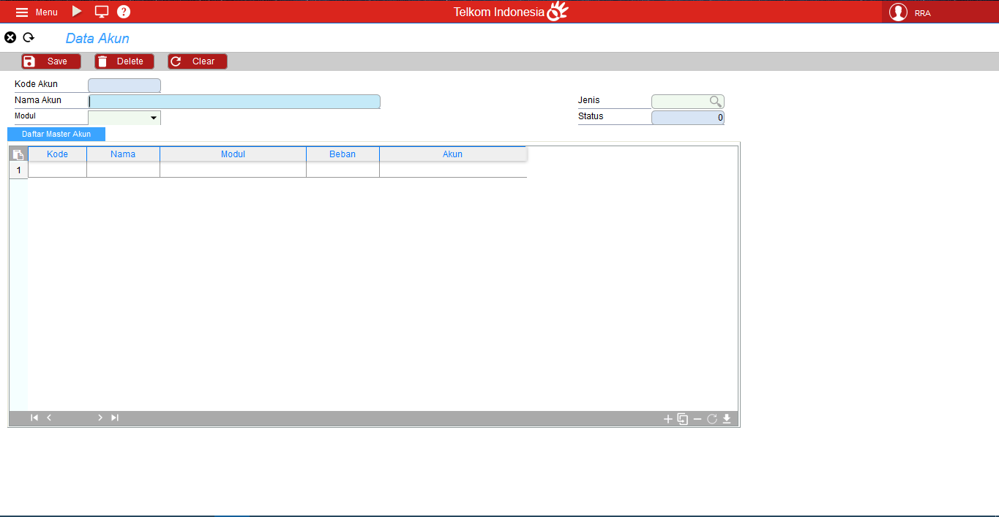 Menu ? Telkom Indonesia RRA
Data Akun
Save Delete Clear
Kode Akun
Nama Akun Jenis
Modul Status 0
Daftar Master Akun
Kode Nama Modul Beban Akun
1